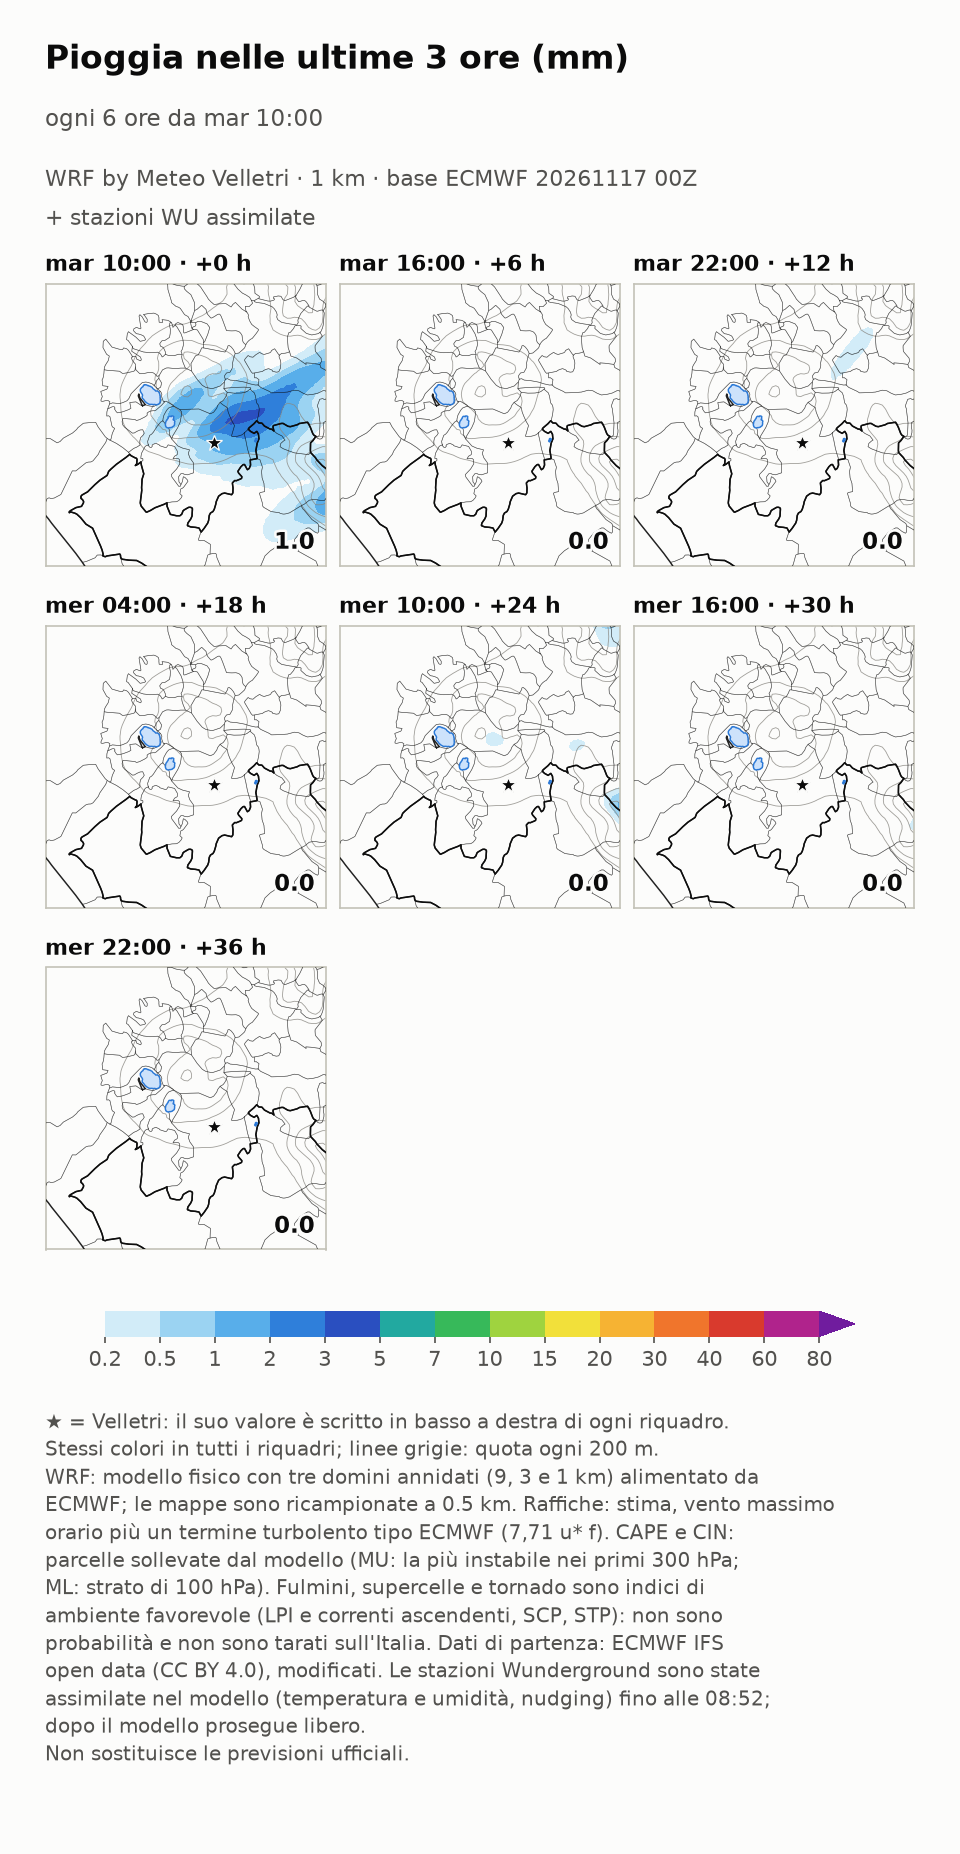 Pioggia nelle ultime 3 ore (mm)
ogni 6 ore da mar 10:00
WRF by Meteo Velletri · 1 km · base ECMWF 20261117 00Z
+ stazioni WU assimilate
mar 10:00 · +0 h
mar 16:00 · +6 h
mar 22:00 · +12 h
1.0
0.0
0.0
mer 04:00 · +18 h
mer 10:00 · +24 h
mer 16:00 · +30 h
0.0
0.0
0.0
mer 22:00 · +36 h
0.0
0.2 0.5 1 2 3 5 7 10 15 20 30 40 60 80
★ = Velletri: il suo valore è scritto in basso a destra di ogni riquadro.
Stessi colori in tutti i riquadri; linee grigie: quota ogni 200 m.
WRF: modello fisico con tre domini annidati (9, 3 e 1 km) alimentato da
ECMWF; le mappe sono ricampionate a 0.5 km. Raffiche: stima, vento massimo
orario più un termine turbolento tipo ECMWF (7,71 u* f). CAPE e CIN:
parcelle sollevate dal modello (MU: la più instabile nei primi 300 hPa;
ML: strato di 100 hPa). Fulmini, supercelle e tornado sono indici di
ambiente favorevole (LPI e correnti ascendenti, SCP, STP): non sono
probabilità e non sono tarati sull'Italia. Dati di partenza: ECMWF IFS
open data (CC BY 4.0), modificati. Le stazioni Wunderground sono state
assimilate nel modello (temperatura e umidità, nudging) fino alle 08:52;
dopo il modello prosegue libero.
Non sostituisce le previsioni ufficiali.